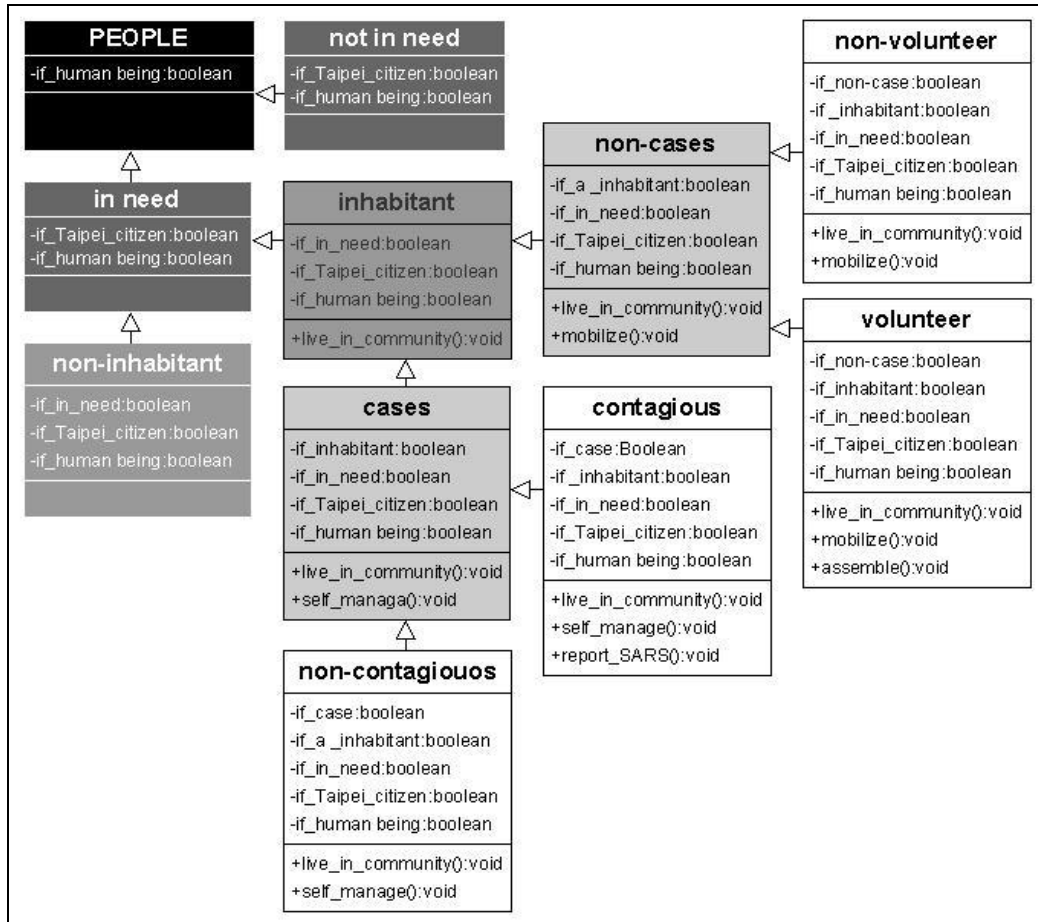 PEOPLE
-if_human being:boolean
not in need
-if_Taipei_citizen:boolean
-if_human being:boolean
non-volunteer
-if_non-case:boolean
-if _inhabitant:boolean
-if_in_need:boolean
-if_Taipei_citizen:boolean
-if_human being:boolean
+live_in_community():void
+mobilize():void
non-cases
-if_a _inhabitant:boolean
-if_in_need:boolean
-if_Taipei_citizen:boolean
-if_human being:boolean
+live_in_community():void
+mobilize():void
in need
-if_Taipei_citizen:boolean
-if_human being:boolean
inhabitant
-if_in_need:boolean
-if_Taipei_citizen:boolean
-if_human being:boolean
+live_in_community():void
volunteer
-if_non-case:boolean
-if_inhabitant:boolean
-if_in_need:boolean
-if_Taipei_citizen:boolean
-if_human being:boolean
+live_in_community():void
+mobilize():void
+assemble():void
non-inhabitant
-if_in_need:boolean
-if_Taipei_citizen:boolean
-if_human being:boolean
cases
-if_inhabitant:boolean
-if_in_need:boolean
-if_Taipei_citizen:boolean
-if_human being:boolean
+live_in_community():void
+self_managa():void
contagious
-if_case:Boolean
-if _inhabitant:boolean
-if_in_need:boolean
-if_Taipei_citizen:boolean
-if_human being:boolean
+live_in_community():void
+self_manage():void
+report_SARS():void
non-contagiouos
-if_case:boolean
-if_a _inhabitant:boolean
-if_in_need:boolean
-if_Taipei_citizen:boolean
-if_human being:boolean
+live_in_community():void
+self_manage():void